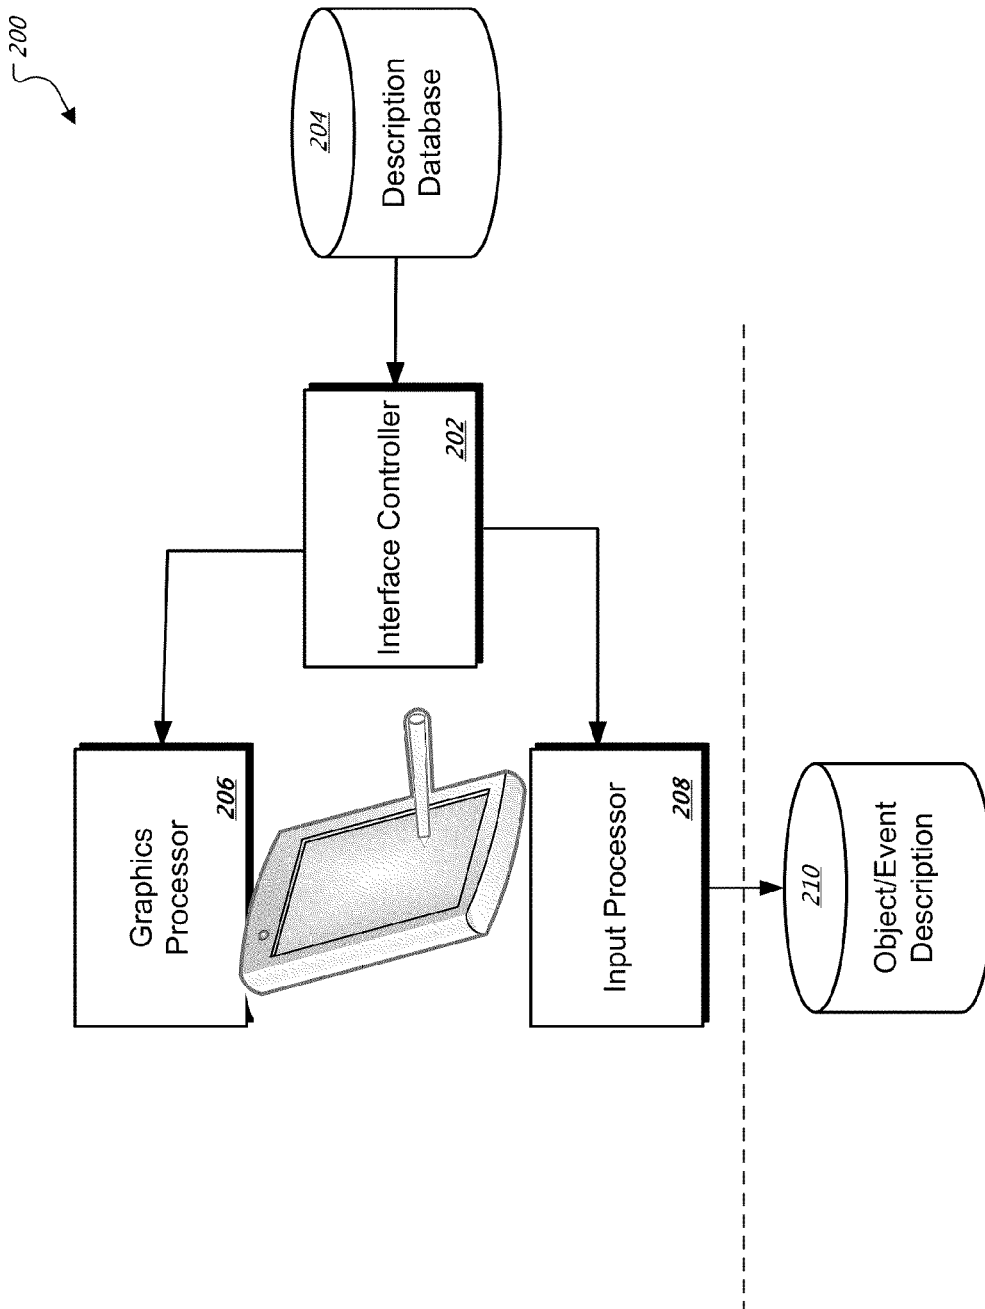 200
204
Description
Database
Interface Controller
202
Graphics
Processor
206
Input Processor
208
210
Object/Event
Description